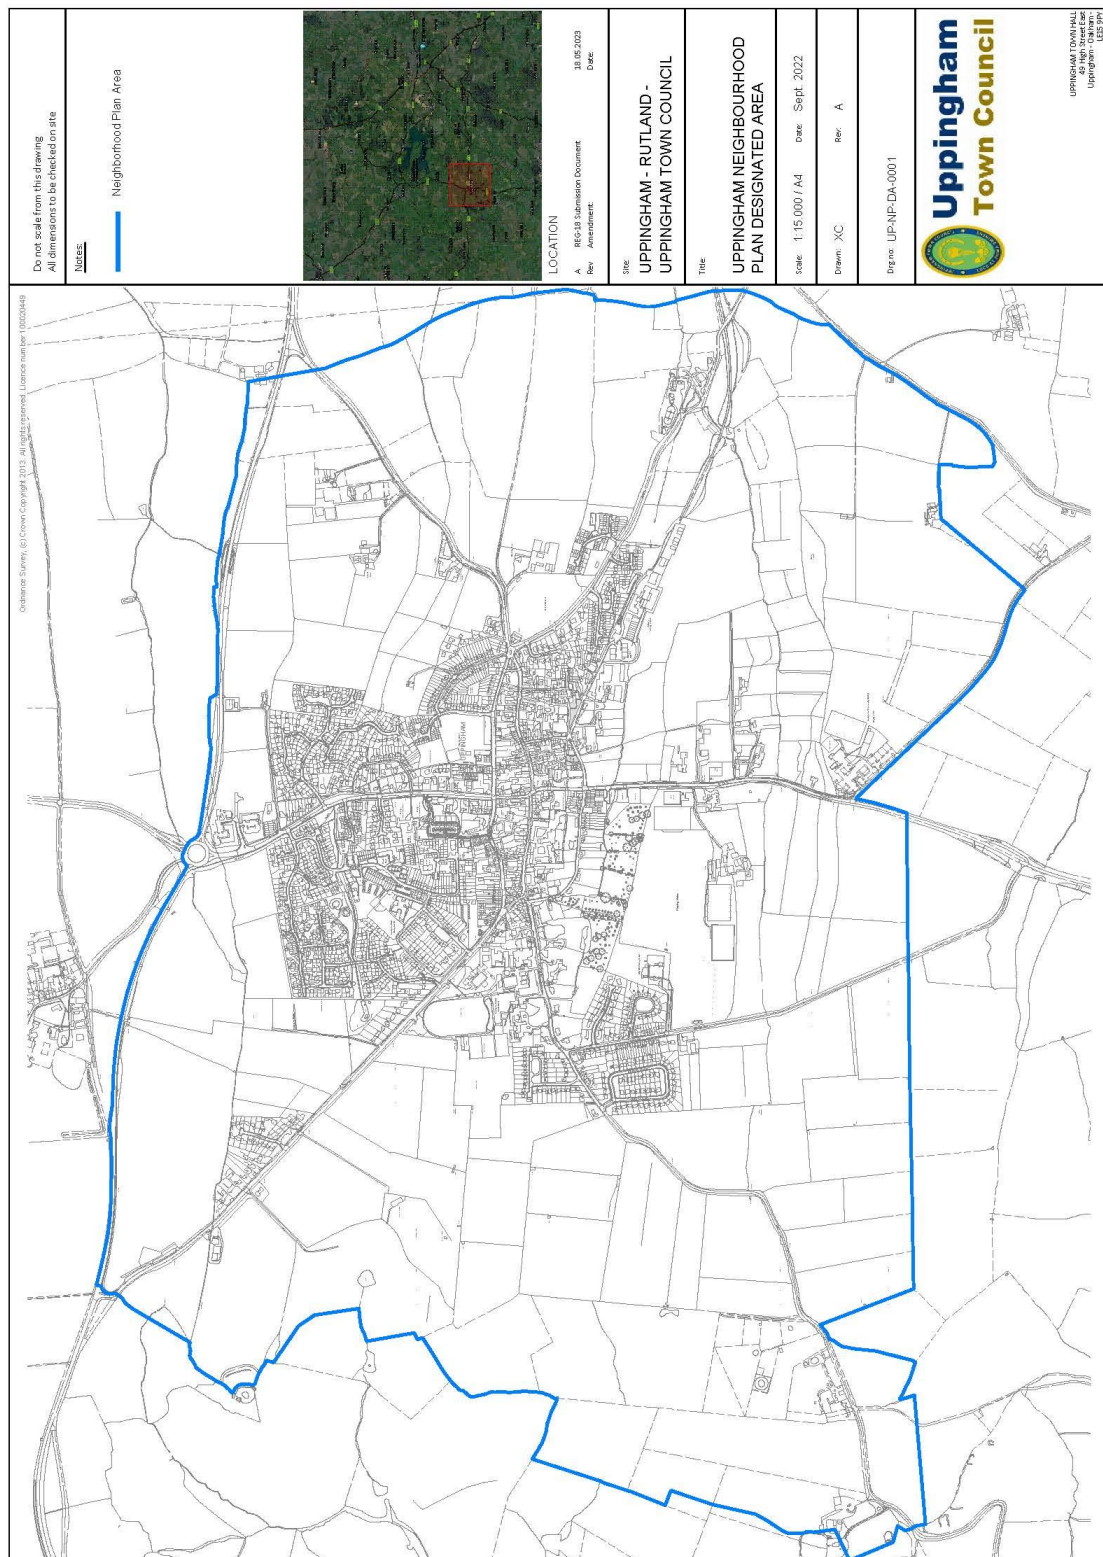 Do not scale from this drawing
All dimensions to be checked on site
Notes:
Neighborhood Plan Area
LOCATION
A REG-18 Submission Document 18.05.2023
Rev Amendment: Date:
Site:
UPPINGHAM - RUTLAND -
UPPINGHAM TOWN COUNCIL
Title:
UPPINGHAM NEIGHBOURHOOD
PLAN DESIGNATED AREA
Scale: 1:15.000 / A4 Date: Sept. 2022
Drawn: XC Rev: A
Drg no: UP-NP-DA-0001
Uppingham
Town Council
UPPINGHAM TOWN HALL
49 High Street East
Uppingham - Oakham -
LE15 9PY
Ordnance Survey, (c) Crown Copyright 2013. All rights reserved. Licence number 100020449